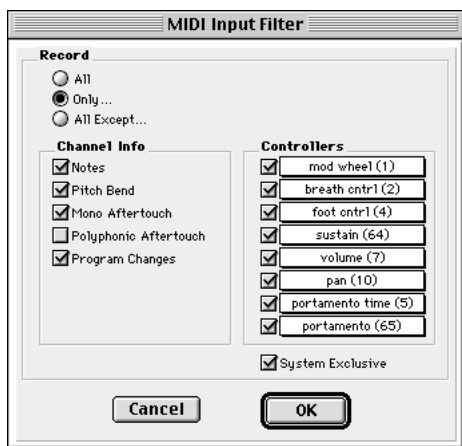 MIDI Input Filter
Record
All
Only...
All Except...
Channel Info
Notes
Pitch Bend
Mono Aftertouch
Polyphonic Aftertouch
Program Changes
Controllers
mod wheel (1)
breath cntrl (2)
foot cntrl (4)
sustain (64)
volume (7)
pan (10)
portamento time (5)
portamento (65)
System Exclusive
Cancel
OK